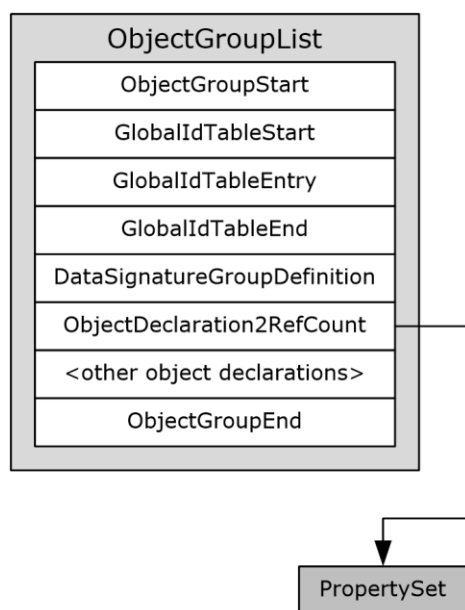 ObjectGroupList
ObjectGroupStart
GlobalIdTableStart
GlobalIdTableEntry
GlobalIdTableEnd
DataSignatureGroupDefinition
ObjectDeclaration2RefCount
<other object declarations>
ObjectGroupEnd
PropertySet